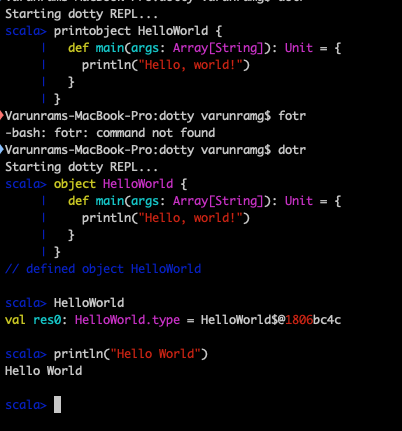 Starting dotty REPL...
scala> printobject HelloWorld {
     |   def main(args: Array[String]): Unit = {
     |     println("Hello, world!")
     |   }
     | }
Varunrams-MacBook-Pro:dotty varunramg$ fotr
-bash: fotr: command not found
Varunrams-MacBook-Pro:dotty varunramg$ dotr
Starting dotty REPL...
scala> object HelloWorld {
     |   def main(args: Array[String]): Unit = {
     |     println("Hello, world!")
     |   }
     | }
// defined object HelloWorld
scala> HelloWorld
val res0: HelloWorld.type = HelloWorld$@1806bc4c
scala> println("Hello World")
Hello World
scala>